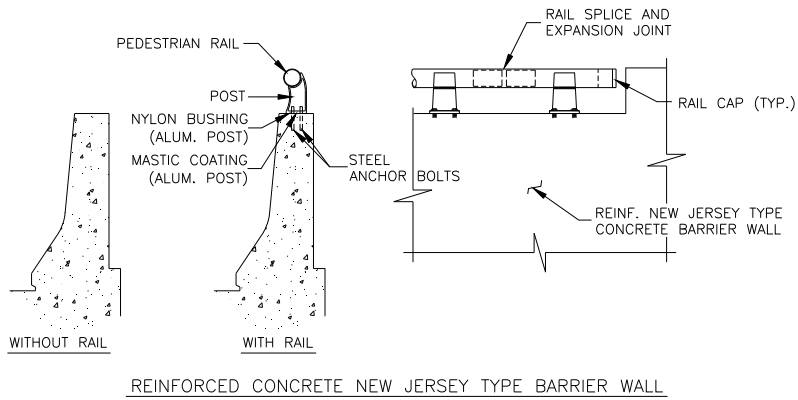 RAIL SPLICE AND
EXPANSION JOINT
PEDESTRIAN RAIL
POST
RAIL CAP (TYP.)
NYLON BUSHING
(ALUM. POST)
MASTIC COATING
(ALUM. POST)
STEEL
ANCHOR BOLTS
REINF. NEW JERSEY TYPE
CONCRETE BARRIER WALL
WITHOUT RAIL
WITH RAIL
REINFORCED CONCRETE NEW JERSEY TYPE BARRIER WALL